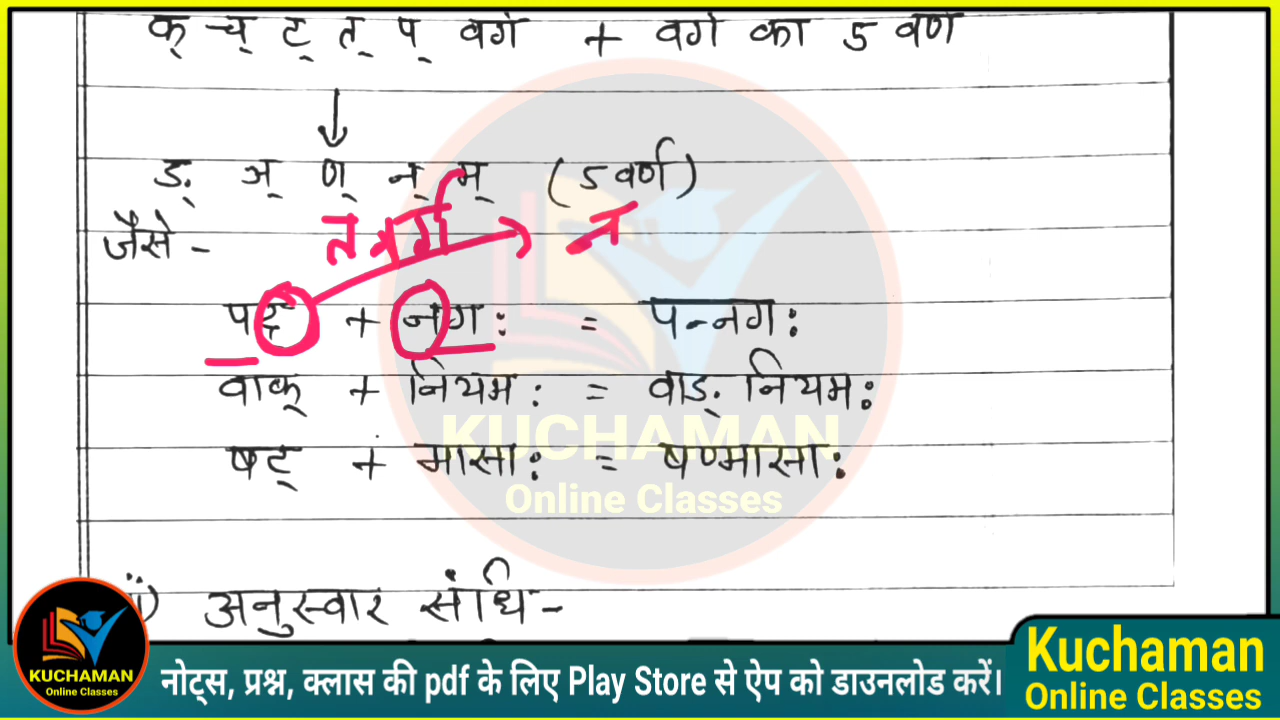 क् च् ट् त् प् वर्ग + वर्ग का 5 वर्ण
↓
ङ् ञ् ण् न् म् (5 वर्ण)
त वर्ग → न
जैसे -
पद् + नगः = पन्नगः
वाक् + नियमः = वाङ् नियमः
षट् + मासाः = षण्मासाः
KUCHAMAN
Online Classes
अनुस्वार संधि -
KUCHAMAN
Online Classes
नोट्स, प्रश्न, क्लास की pdf के लिए Play Store से ऐप को डाउनलोड करें।
Kuchaman
Online Classes